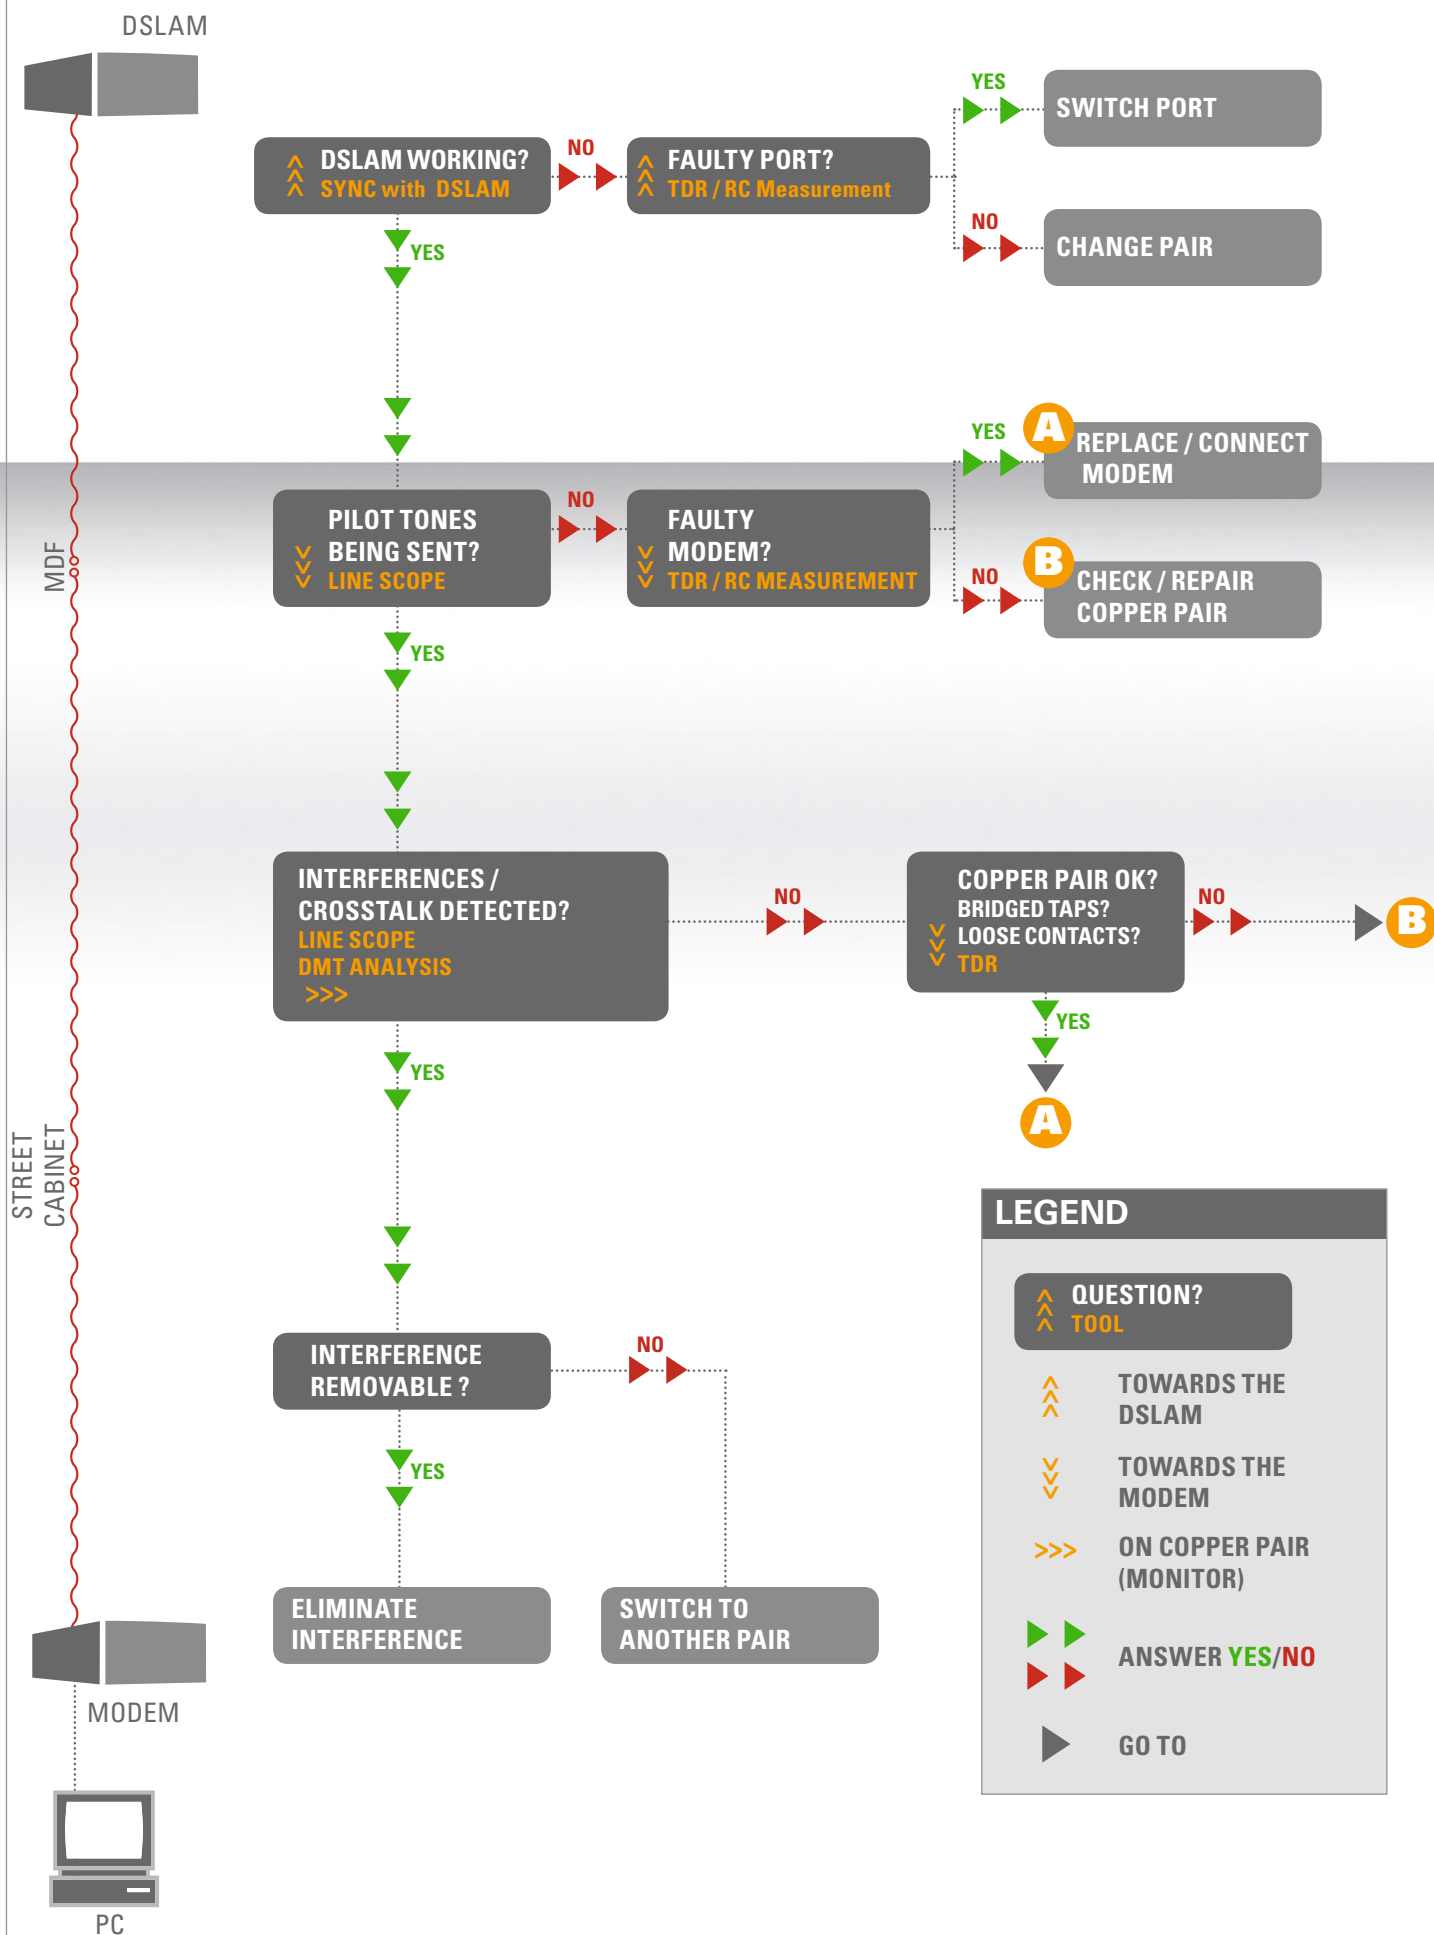 DSLAM
DSLAM WORKING?
SYNC with DSLAM
NO
FAULTY PORT?
TDR / RC Measurement
YES
SWITCH PORT
NO
CHANGE PAIR
YES
MDF
PILOT TONES
BEING SENT?
LINE SCOPE
NO
FAULTY
MODEM?
TDR / RC MEASUREMENT
YES
A
REPLACE / CONNECT
MODEM
NO
B
CHECK / REPAIR
COPPER PAIR
YES
INTERFERENCES /
CROSSTALK DETECTED?
LINE SCOPE
DMT ANALYSIS
>>>
NO
COPPER PAIR OK?
BRIDGED TAPS?
LOOSE CONTACTS?
TDR
NO
B
YES
A
YES
STREET
CABINET
INTERFERENCE
REMOVABLE ?
NO
YES
ELIMINATE
INTERFERENCE
SWITCH TO
ANOTHER PAIR
MODEM
PC
LEGEND
QUESTION?
TOOL
TOWARDS THE
DSLAM
TOWARDS THE
MODEM
>>> ON COPPER PAIR
(MONITOR)
ANSWER YES/NO
GO TO